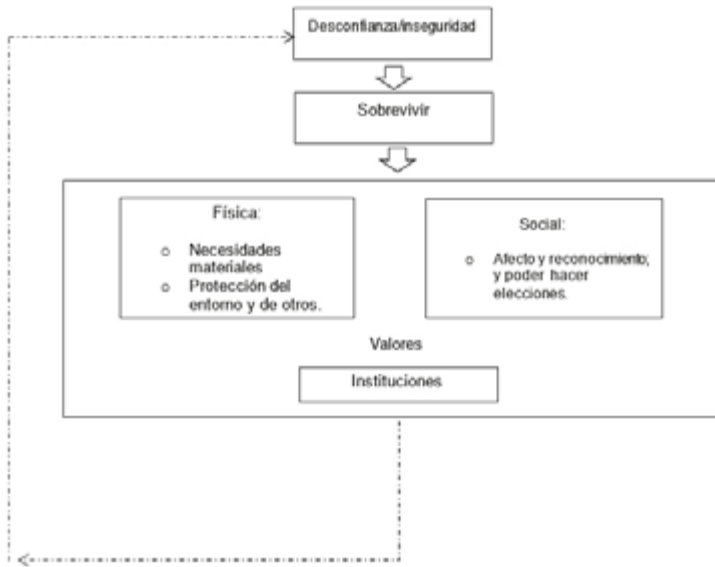 Desconfianza/inseguridad
Sobrevivir
Física:
o Necesidades
materiales
o Protección del
entorno y de otros.
Social:
o Afecto y reconocimiento;
y poder hacer
elecciones.
Valores
Instituciones